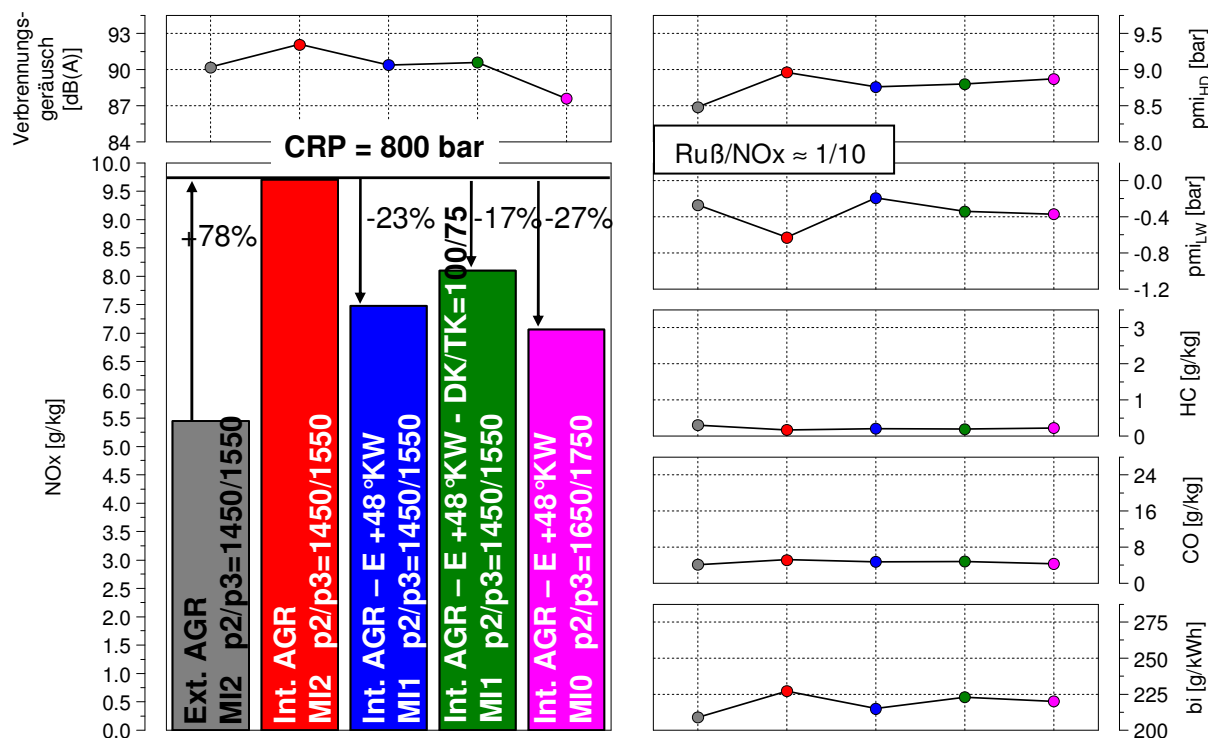 Verbrennungs-
geräusch
[dB(A)]
93
90
87
84
CRP = 800 bar
NOx [g/kg]
10.0
9.5
9.0
8.5
8.0
7.5
7.0
6.5
6.0
5.5
5.0
4.5
4.0
3.5
3.0
2.5
2.0
1.5
1.0
0.5
0.0
+78%
-23%
-17%
-27%
Ext. AGR
MI2 p2/p3=1450/1550
Int. AGR
MI2 p2/p3=1450/1550
Int. AGR – E +48°KW
MI1 p2/p3=1450/1550
Int. AGR – E +48°KW - DK/TK=100/75
MI1 p2/p3=1450/1550
Int. AGR – E +48°KW
MI0 p2/p3=1650/1750
9.5
9.0
8.5
8.0
pmiHD [bar]
Ruß/NOx ≈ 1/10
0.0
-0.4
-0.8
-1.2
pmiLW [bar]
3
2
1
0
HC [g/kg]
24
16
8
0
CO [g/kg]
275
250
225
200
bi [g/kWh]